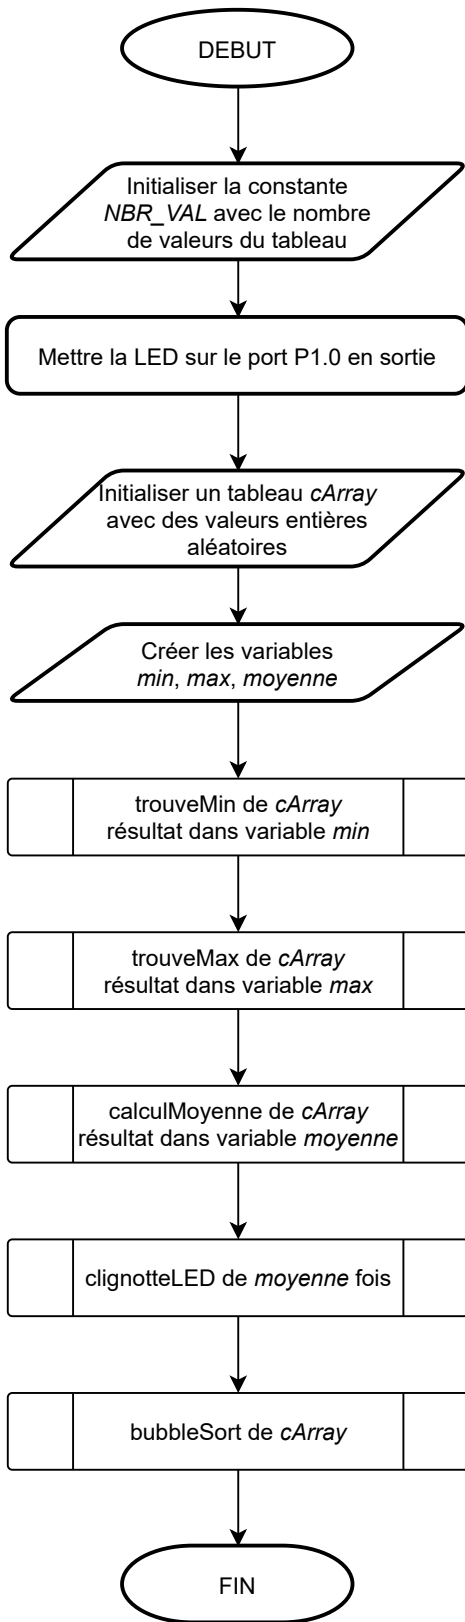 DEBUT
Initialiser la constante
NBR_VAL avec le nombre
de valeurs du tableau
Mettre la LED sur le port P1.0 en sortie
Initialiser un tableau cArray
avec des valeurs entières
aléatoires
Créer les variables
min, max, moyenne
trouveMin de cArray
résultat dans variable min
trouveMax de cArray
résultat dans variable max
calculMoyenne de cArray
résultat dans variable moyenne
clignotteLED de moyenne fois
bubbleSort de cArray
FIN